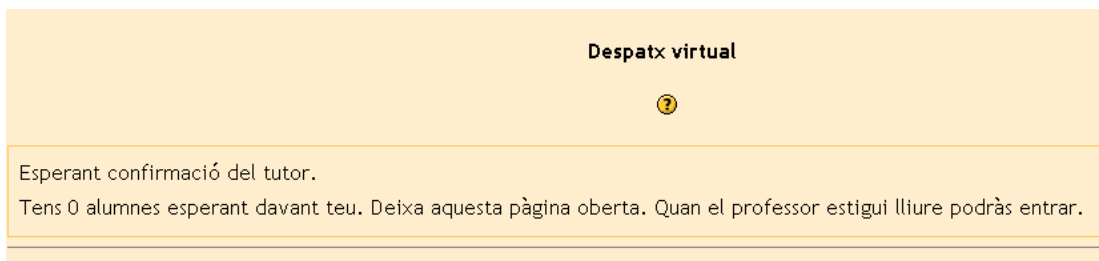 Despatx virtual
?
Esperant confirmació del tutor.
Tens 0 alumnes esperant davant teu. Deixa aquesta pàgina oberta. Quan el professor estigui lliure podràs entrar.